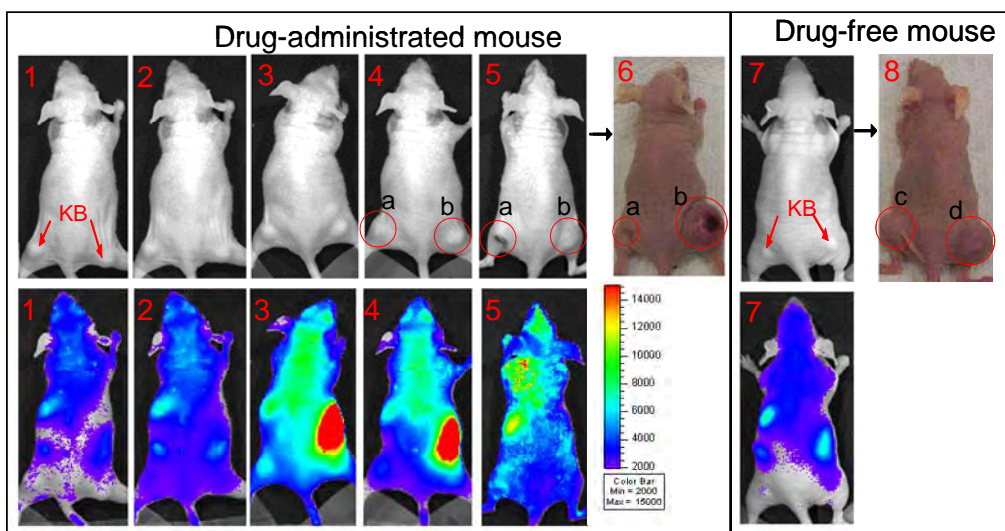 Drug-administrated mouse
Drug-free mouse
1 2 3 4 5 6 7 8
KB
a b
a b
a b
KB
c d
1 2 3 4 5 7
14000
12000
10000
8000
6000
4000
2000
Color Bar
Min = 2000
Max = 15000